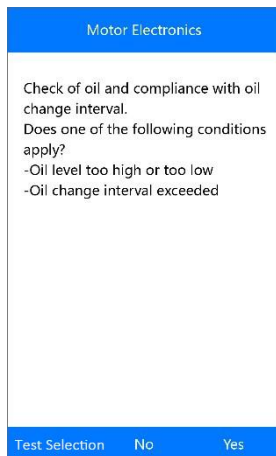 Motor Electronics
Check of oil and compliance with oil
change interval.
Does one of the following conditions
apply?
-Oil level too high or too low
-Oil change interval exceeded
Test Selection No Yes